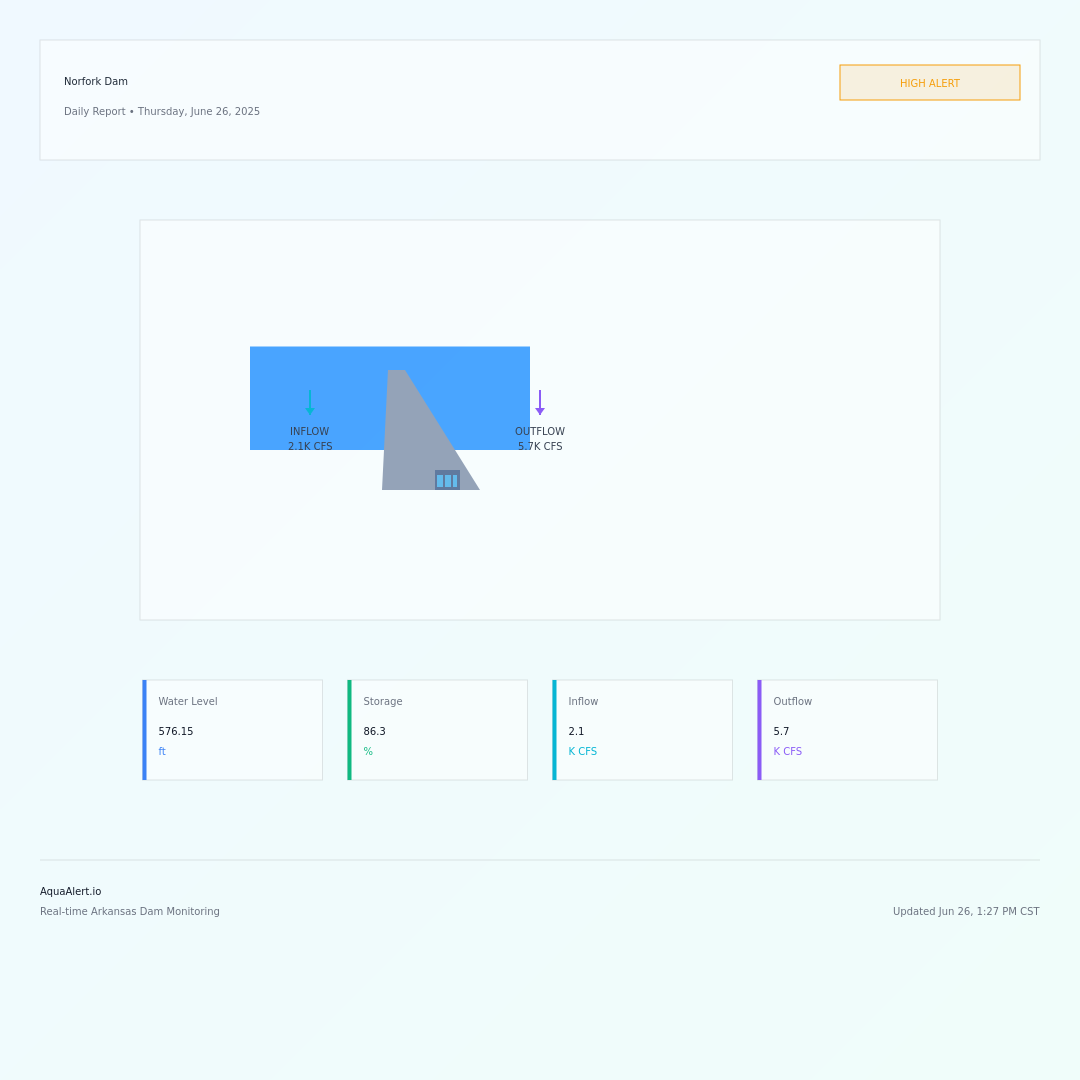 Norfork Dam
HIGH ALERT
Daily Report • Thursday, June 26, 2025
INFLOW
2.1K CFS
OUTFLOW
5.7K CFS
Water Level
576.15
ft
Storage
86.3
%
Inflow
2.1
K CFS
Outflow
5.7
K CFS
AquaAlert.io
Real-time Arkansas Dam Monitoring
Updated Jun 26, 1:27 PM CST